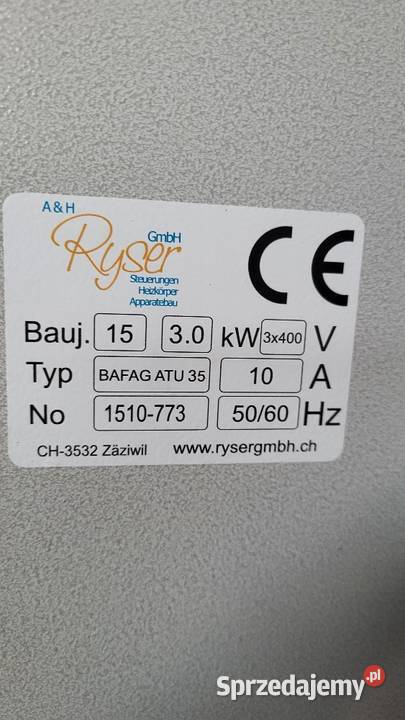 A & H
Ryser GmbH
Steuerungen
Heizkörper
Apparatebau
CE
Bauj. 15 3.0 kW 3x400 V
Typ BAFAG ATU 35 10 A
No 1510-773 50/60 Hz
CH-3532 Zäziwil www.rysergmbh.ch
Sprzedajemy.pl